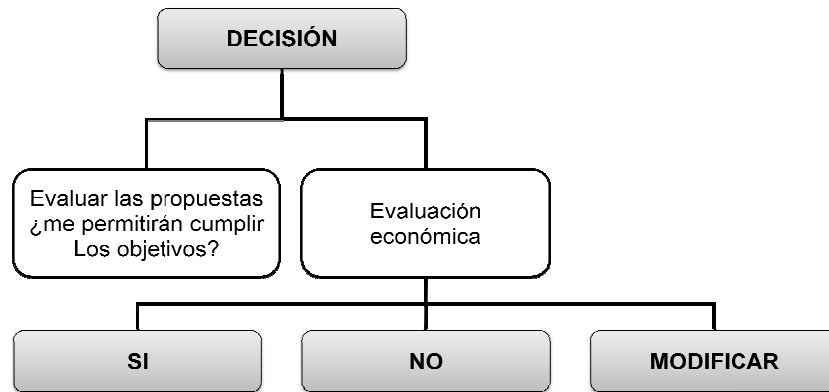 DECISIÓN
Evaluar las propuestas
¿me permitirán cumplir
Los objetivos?
Evaluación
económica
SI
NO
MODIFICAR